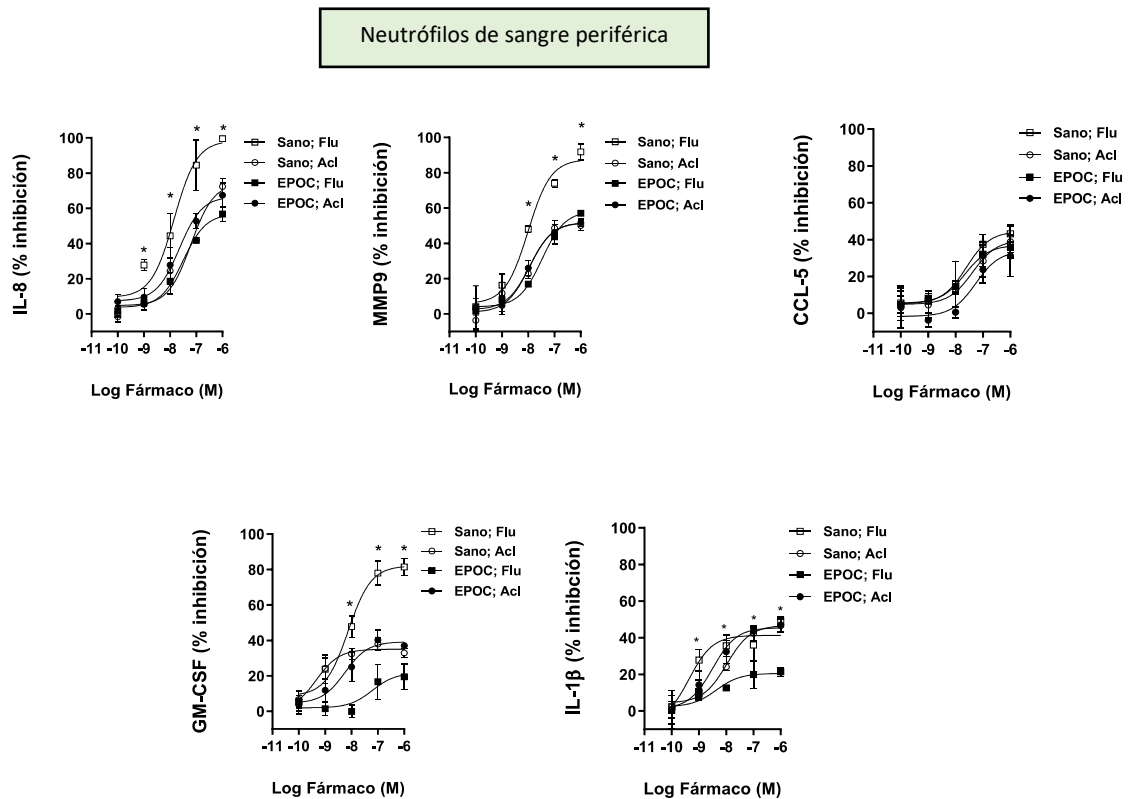 Neutrófilos de sangre periférica
IL-8 (% inhibición)
100
80
60
40
20
0
-11 -10 -9 -8 -7 -6
Log Fármaco (M)
* * * *
Sano; Flu
Sano; Acl
EPOC; Flu
EPOC; Acl
MMP9 (% inhibición)
100
80
60
40
20
0
-11 -10 -9 -8 -7 -6
Log Fármaco (M)
* * *
Sano; Flu
Sano; Acl
EPOC; Flu
EPOC; Acl
CCL-5 (% inhibición)
100
80
60
40
20
0
-11 -10 -9 -8 -7 -6
Log Fármaco (M)
Sano; Flu
Sano; Acl
EPOC; Flu
EPOC; Acl
GM-CSF (% inhibición)
100
80
60
40
20
0
-11 -10 -9 -8 -7 -6
Log Fármaco (M)
* * *
Sano; Flu
Sano; Acl
EPOC; Flu
EPOC; Acl
IL-1β (% inhibción)
100
80
60
40
20
0
-11 -10 -9 -8 -7 -6
Log Fármaco (M)
* * * *
Sano; Flu
Sano; Acl
EPOC; Flu
EPOC; Acl